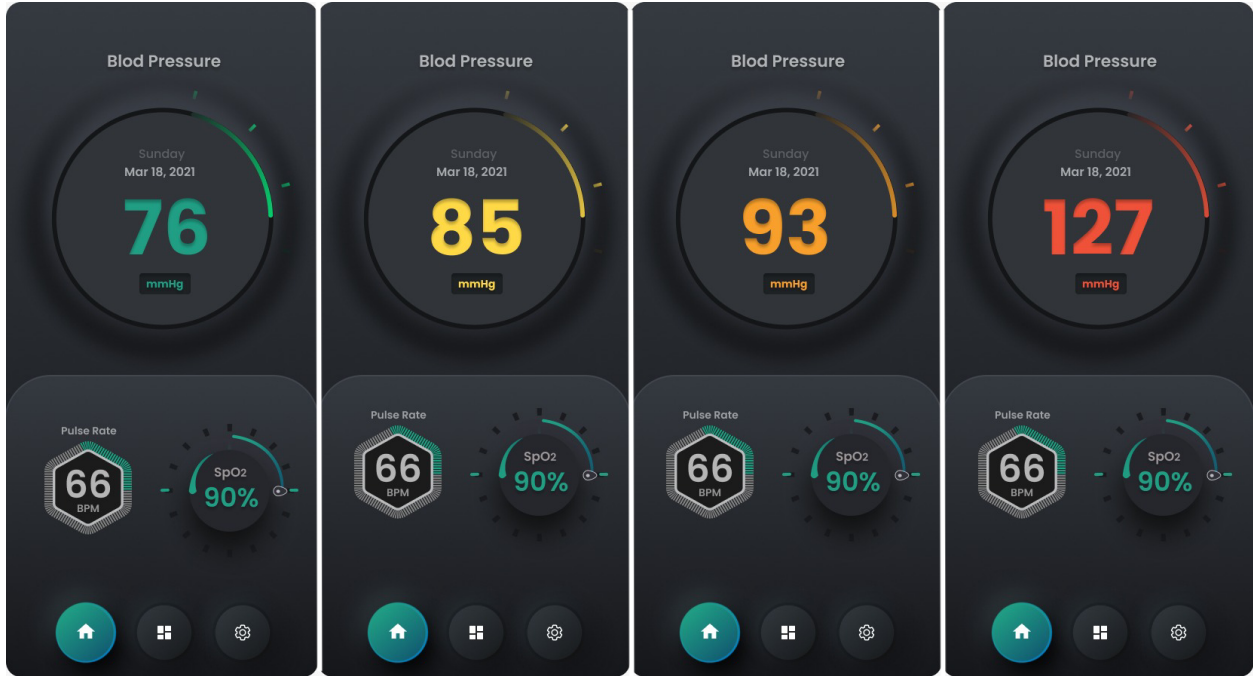 Blod Pressure
Sunday
Mar 18, 2021
76
mmHg
Pulse Rate
66
BPM
SpO2
90%
Blod Pressure
Sunday
Mar 18, 2021
85
mmHg
Pulse Rate
66
BPM
SpO2
90%
Blod Pressure
Sunday
Mar 18, 2021
93
mmHg
Pulse Rate
66
BPM
SpO2
90%
Blod Pressure
Sunday
Mar 18, 2021
127
mmHg
Pulse Rate
66
BPM
SpO2
90%